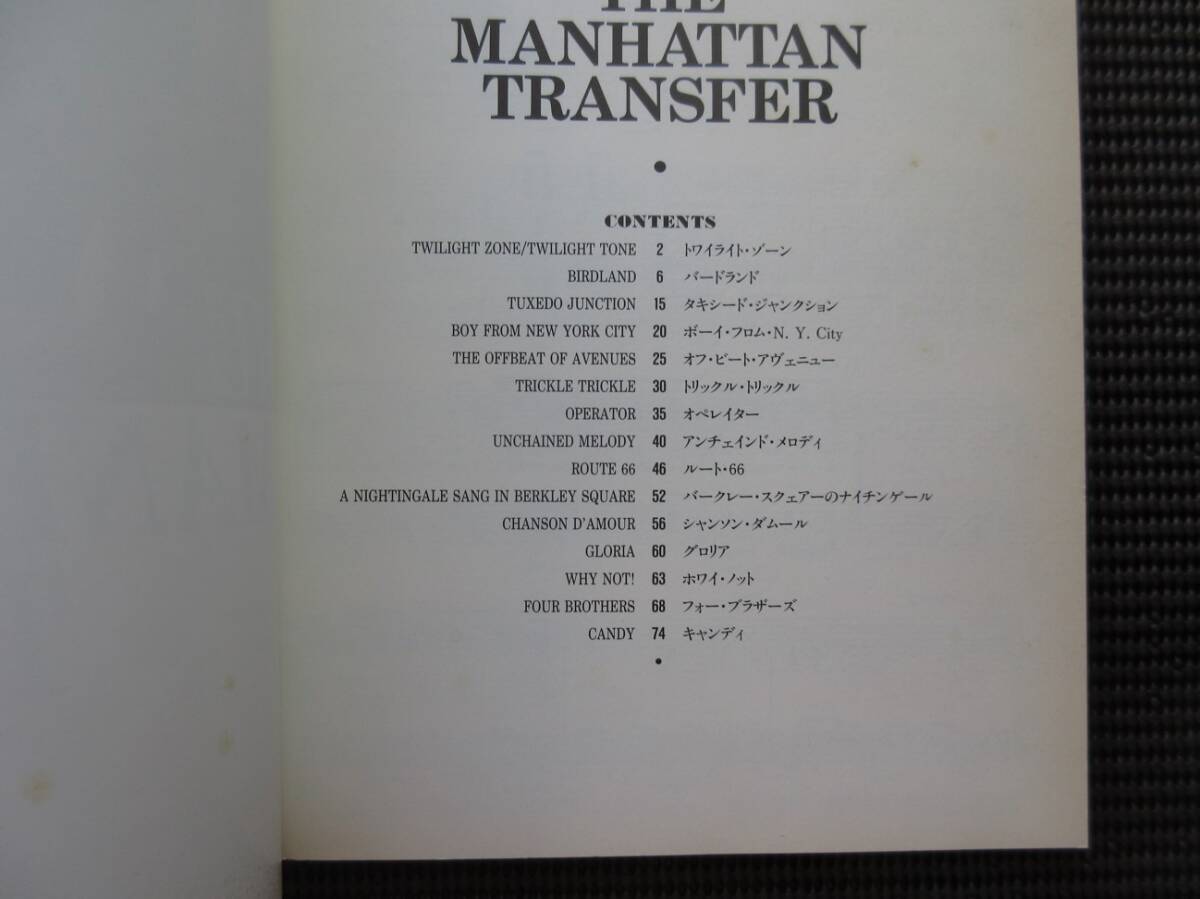 THE
MANHATTAN
TRANSFER
•
CONTENTS
TWILIGHT ZONE/TWILIGHT TONE 2 トワイライト・ゾーン
BIRDLAND 6 バードランド
TUXEDO JUNCTION 15 タキシード・ジャンクション
BOY FROM NEW YORK CITY 20 ボーイ・フロム・N. Y. City
THE OFFBEAT OF AVENUES 25 オフ・ビート・アヴェニュー
TRICKLE TRICKLE 30 トリックル・トリックル
OPERATOR 35 オペレイター
UNCHAINED MELODY 40 アンチェインド・メロディ
ROUTE 66 46 ルート・66
A NIGHTINGALE SANG IN BERKLEY SQUARE 52 バークレー・スクェアーのナイチンゲール
CHANSON D'AMOUR 56 シャンソン・ダムール
GLORIA 60 グロリア
WHY NOT! 63 ホワイ・ノット
FOUR BROTHERS 68 フォー・ブラザーズ
CANDY 74 キャンディ
•